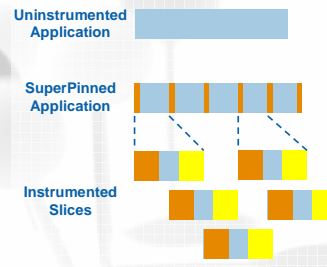 Uninstrumented
Application
SuperPinned
Application
Instrumented
Slices